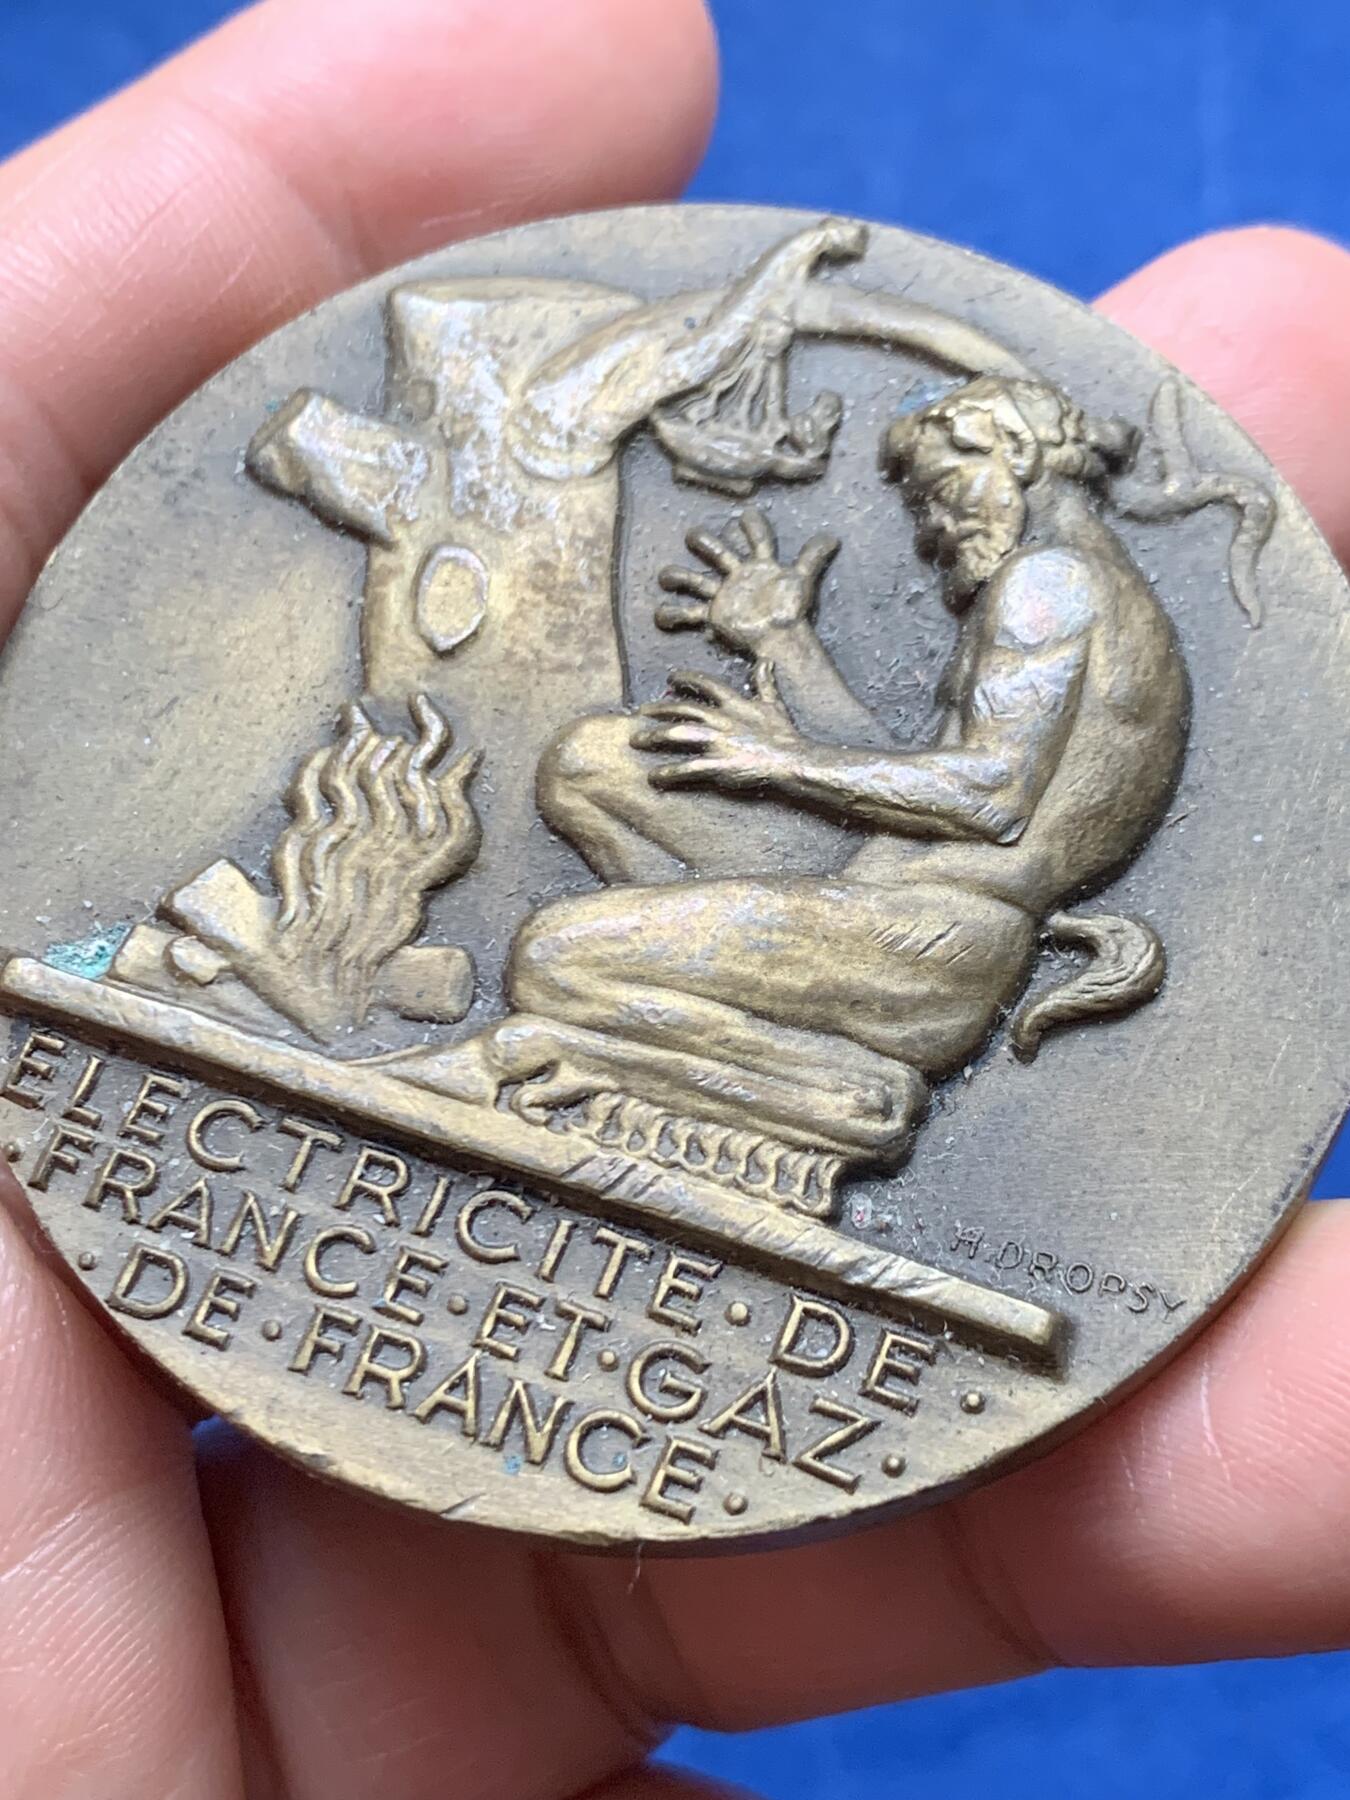 ELECTRICITE · DE ·
· FRANCE · ET · GAZ ·
· DE · FRANCE ·
H. DROPSY